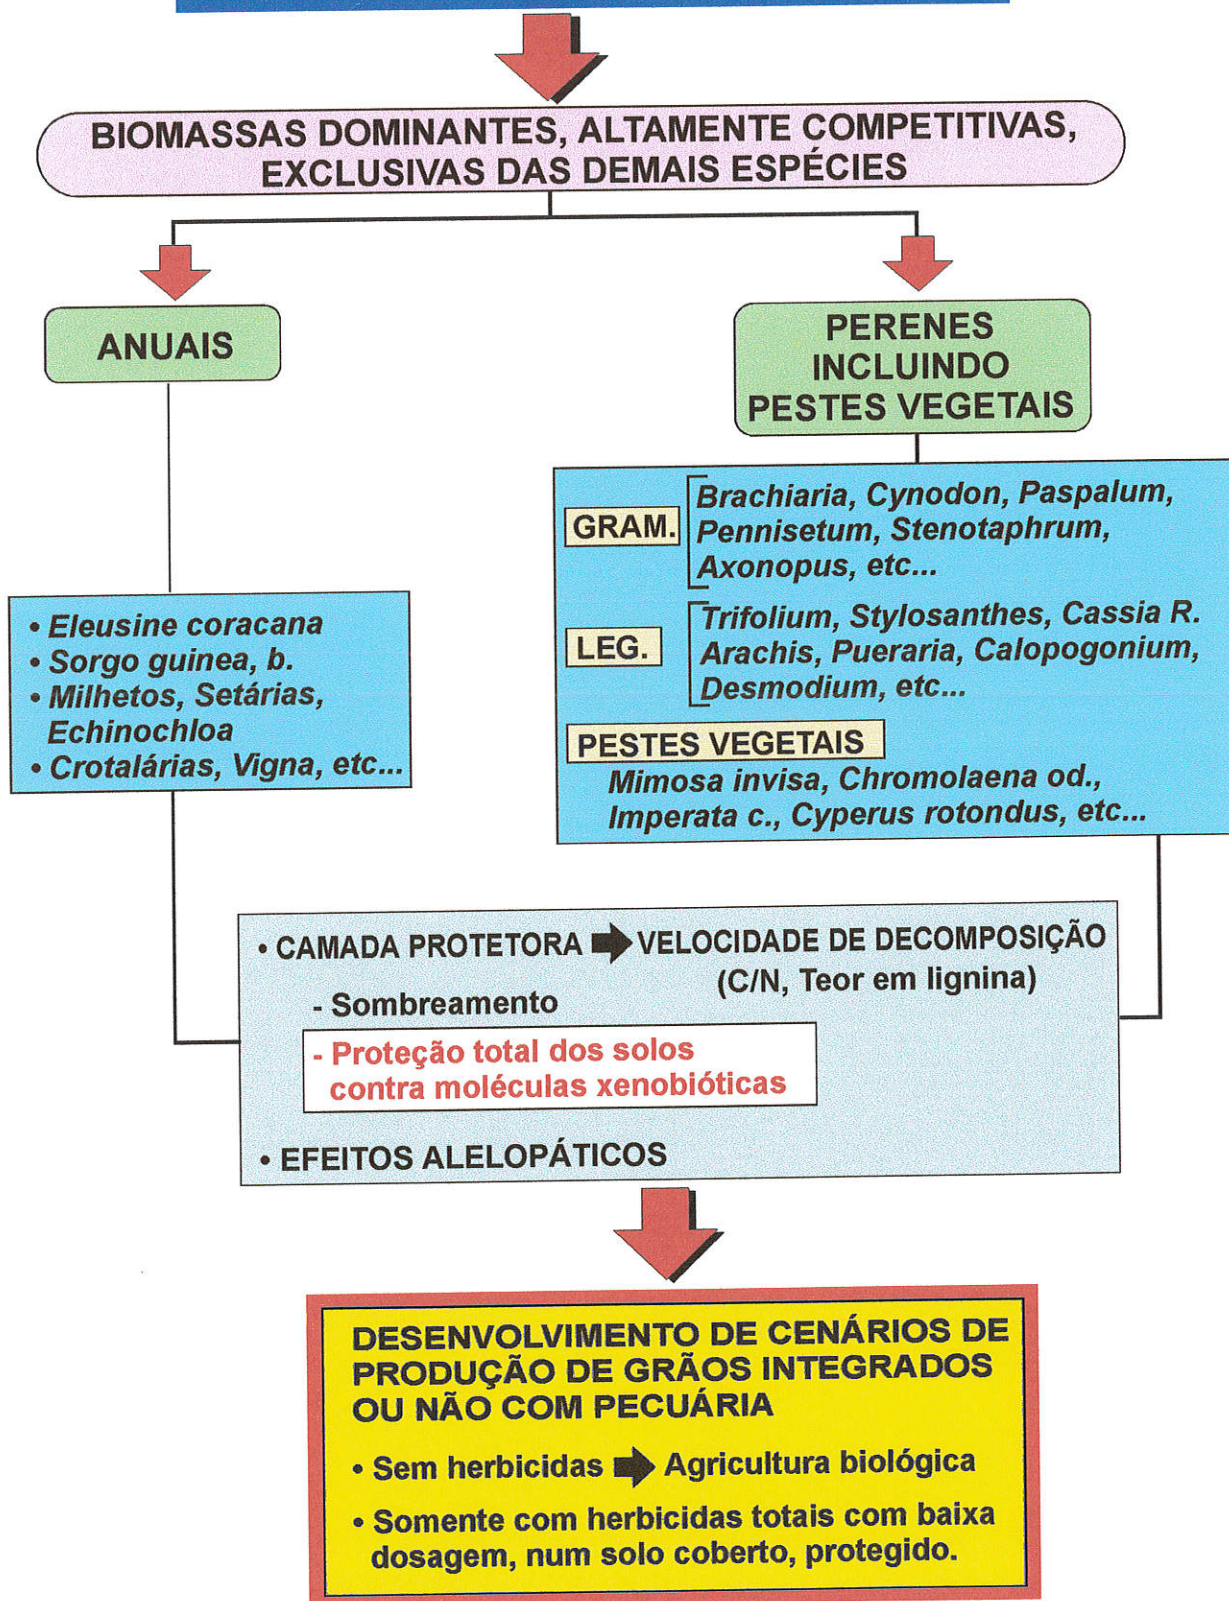 BIOMASSAS DOMINANTES, ALTAMENTE COMPETITIVAS,
EXCLUSIVAS DAS DEMAIS ESPÉCIES
ANUAIS
PERENES
INCLUINDO
PESTES VEGETAIS
• Eleusine coracana
• Sorgo guinea, b.
• Milhetos, Setárias,
Echinochloa
• Crotalárias, Vigna, etc...
GRAM.
Brachiaria, Cynodon, Paspalum,
Pennisetum, Stenotaphrum,
Axonopus, etc...
LEG.
Trifolium, Stylosanthes, Cassia R.
Arachis, Pueraria, Calopogonium,
Desmodium, etc...
PESTES VEGETAIS
Mimosa invisa, Chromolaena od.,
Imperata c., Cyperus rotondus, etc...
• CAMADA PROTETORA ➡ VELOCIDADE DE DECOMPOSIÇÃO
(C/N, Teor em lignina)
- Sombreamento
- Proteção total dos solos
contra moléculas xenobióticas
• EFEITOS ALELOPÁTICOS
DESENVOLVIMENTO DE CENÁRIOS DE
PRODUÇÃO DE GRÃOS INTEGRADOS
OU NÃO COM PECUÁRIA
• Sem herbicidas ➡ Agricultura biológica
• Somente com herbicidas totais com baixa
dosagem, num solo coberto, protegido.